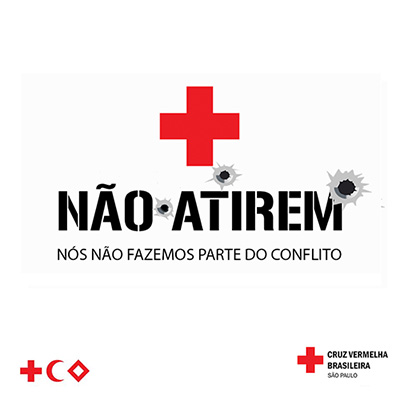 NÃO ATIREM
NÓS NÃO FAZEMOS PARTE DO CONFLITO
CRUZ VERMELHA
BRASILEIRA
SÃO PAULO